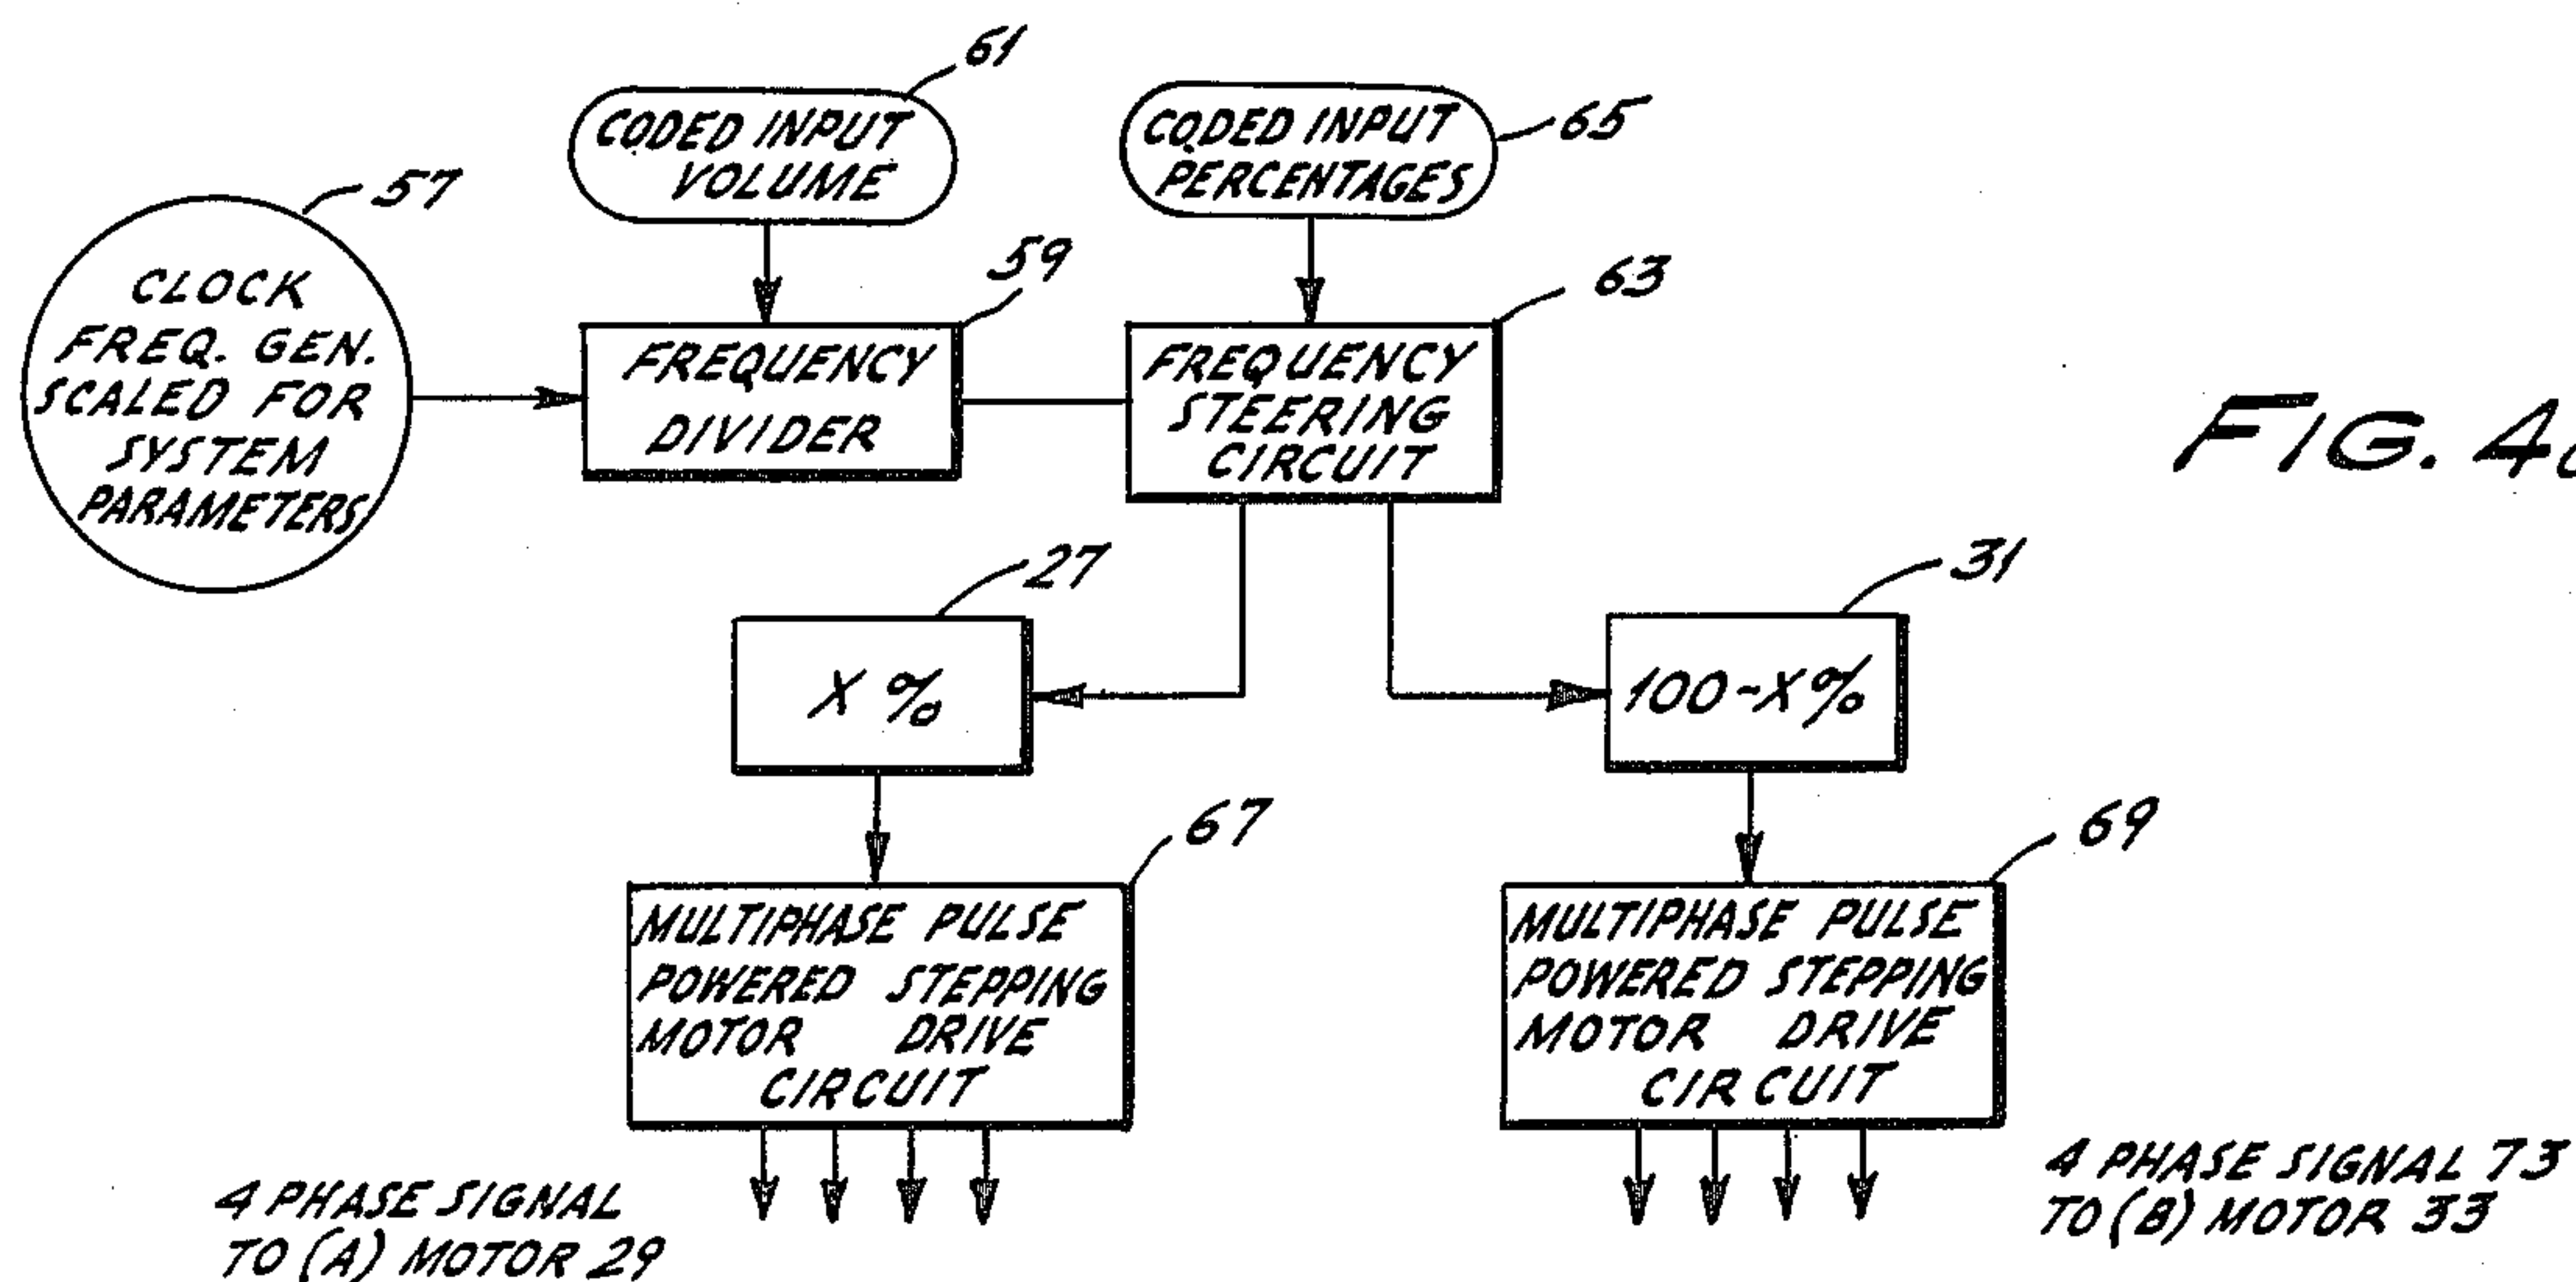 61
CODED INPUT
VOLUME
CODED INPUT
PERCENTAGES
65
57
CLOCK
FREQ. GEN.
SCALED FOR
SYSTEM
PARAMETERS
59
FREQUENCY
DIVIDER
63
FREQUENCY
STEERING
CIRCUIT
FIG. 4
27
X %
31
100-X%
67
MULTIPHASE PULSE
POWERED STEPPING
MOTOR DRIVE
CIRCUIT
69
MULTIPHASE PULSE
POWERED STEPPING
MOTOR DRIVE
CIRCUIT
4 PHASE SIGNAL
TO (A) MOTOR 29
4 PHASE SIGNAL 73
TO (B) MOTOR 33